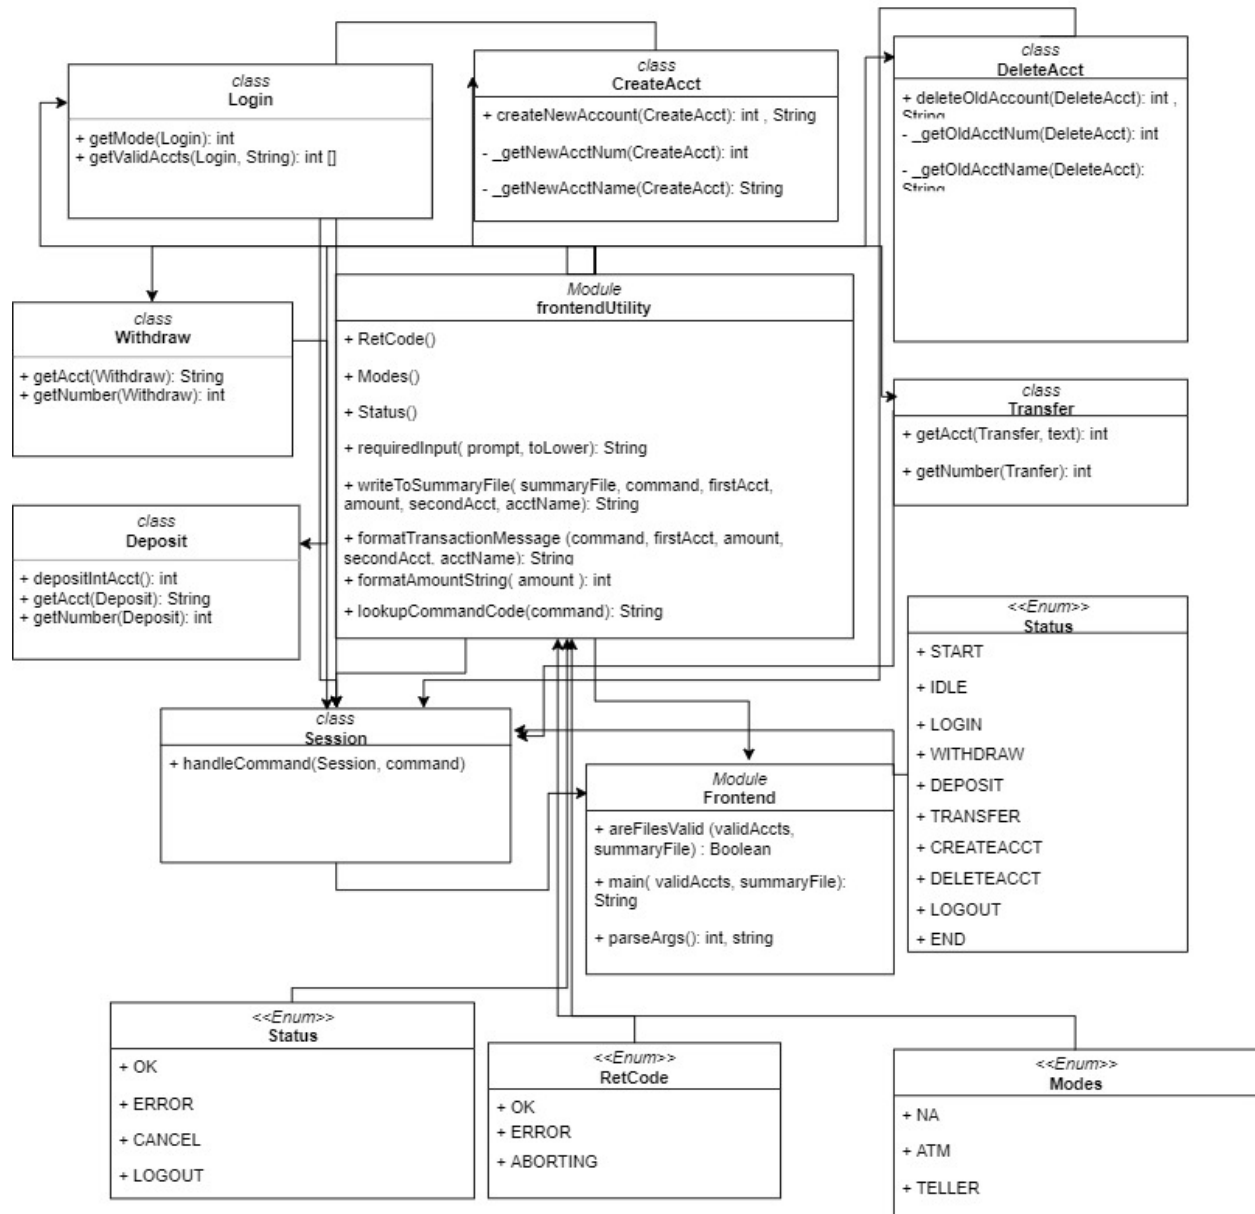 class
Login
+ getMode(Login): int
+ getValidAccts(Login, String): int []
class
CreateAcct
+ createNewAccount(CreateAcct): int , String
- _getNewAcctNum(CreateAcct): int
- _getNewAcctName(CreateAcct): String
class
DeleteAcct
+ deleteOldAccount(DeleteAcct): int ,
String
- _getOldAcctNum(DeleteAcct): int
- _getOldAcctName(DeleteAcct):
String
class
Withdraw
+ getAcct(Withdraw): String
+ getNumber(Withdraw): int
Module
frontendUtility
+ RetCode()
+ Modes()
+ Status()
+ requiredInput( prompt, toLower): String
+ writeToSummaryFile( summaryFile, command, firstAcct,
amount, secondAcct, acctName): String
+ formatTransactionMessage (command, firstAcct, amount,
secondAcct, acctName): String
+ formatAmountString( amount ): int
+ lookupCommandCode(command): String
class
Transfer
+ getAcct(Transfer, text): int
+ getNumber(Tranfer): int
class
Deposit
+ depositIntAcct(): int
+ getAcct(Deposit): String
+ getNumber(Deposit): int
<<Enum>>
Status
+ START
+ IDLE
+ LOGIN
+ WITHDRAW
+ DEPOSIT
+ TRANSFER
+ CREATEACCT
+ DELETEACCT
+ LOGOUT
+ END
class
Session
+ handleCommand(Session, command)
Module
Frontend
+ areFilesValid (validAccts,
summaryFile) : Boolean
+ main( validAccts, summaryFile):
String
+ parseArgs(): int, string
<<Enum>>
Status
+ OK
+ ERROR
+ CANCEL
+ LOGOUT
<<Enum>>
RetCode
+ OK
+ ERROR
+ ABORTING
<<Enum>>
Modes
+ NA
+ ATM
+ TELLER